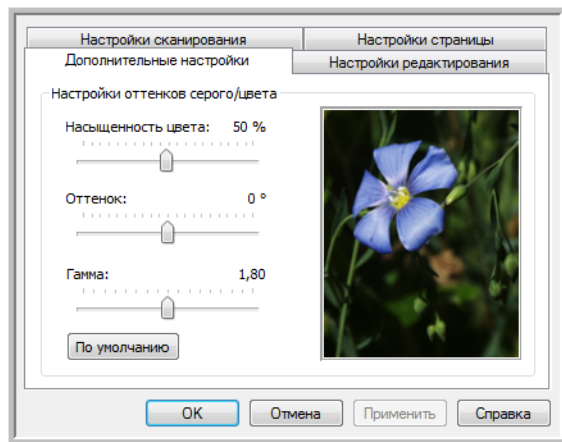 Настройки сканирования
Настройки страницы
Дополнительные настройки
Настройки редактирования
Настройки оттенков серого/цвета
Насыщенность цвета: 50 %
Оттенок: 0 °
Гамма: 1,80
По умолчанию
OK
Отмена
Применить
Справка